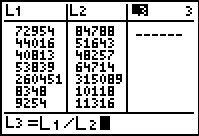 L1 L2 L3 3
72954 84788 ------
44016 51643
40813 48257
53839 64714
260451 315089
8348 10118
9254 11316
L3 =L1/L2